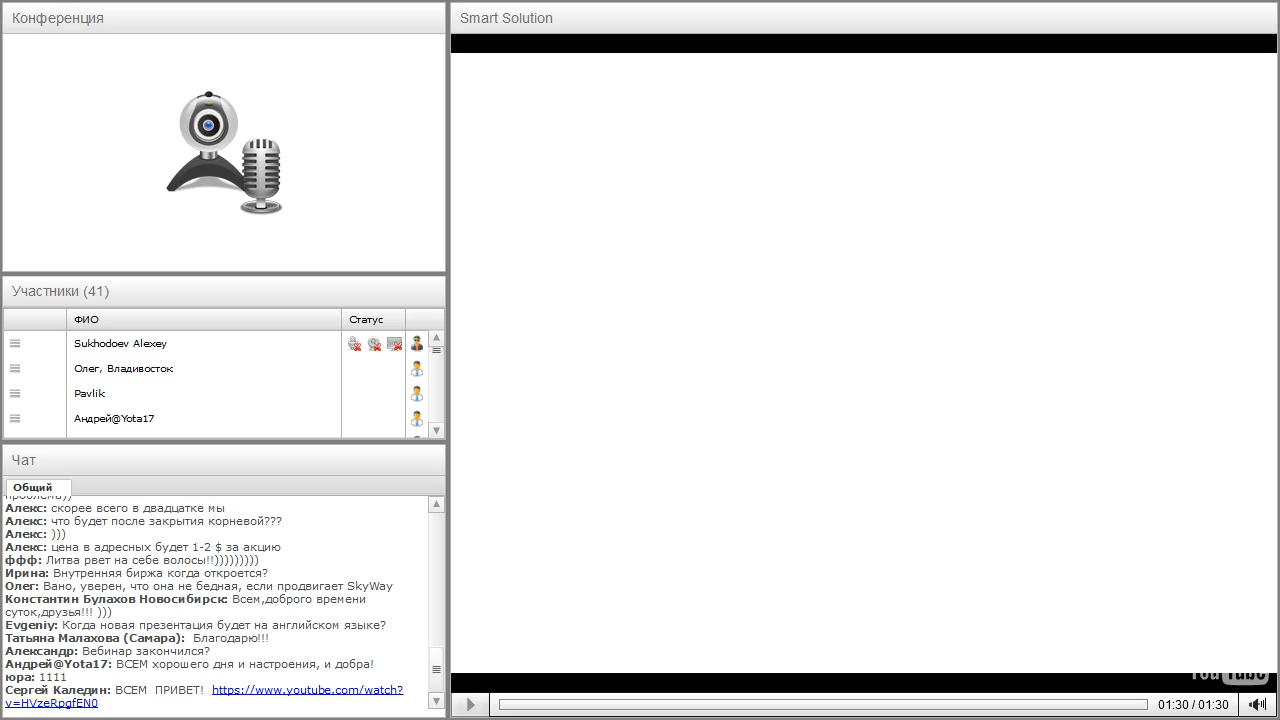 Конференция
Smart Solution
Участники (41)
ФИО
Статус
Sukhodoev Alexey
Олег, Владивосток
Pavlik
Андрей@Yota17
Чат
Общий
проблема))
Алекс: скорее всего в двадцатке мы
Алекс: что будет после закрытия корневой???
Алекс: )))
Алекс: цена в адресных будет 1-2 $ за акцию
ффф: Литва рвет на себе волосы!!)))))))))
Ирина: Внутренняя биржа когда откроется?
Олег: Вано, уверен, что она не бедная, если продвигает SkyWay
Константин Булахов Новосибирск: Всем,доброго времени
суток,друзья!!! )))
Evgeniy: Когда новая презентация будет на английском языке?
Татьяна Малахова (Самара): Благодарю!!!
Александр: Вебинар закончился?
Андрей@Yota17: ВСЕМ хорошего дня и настроения, и добра!
юра: 1111
Сергей Каледин: ВСЕМ ПРИВЕТ! https://www.youtube.com/watch?
v=HVzeRpgfEN0
YouTube
01:30 / 01:30